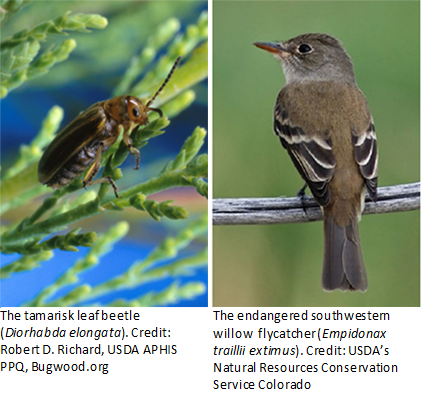 The tamarisk leaf beetle
(Diorhabda elongata). Credit:
Robert D. Richard, USDA APHIS
PPQ, Bugwood.org
The endangered southwestern
willow flycatcher (Empidonax
traillii extimus). Credit: USDA's
Natural Resources Conservation
Service Colorado